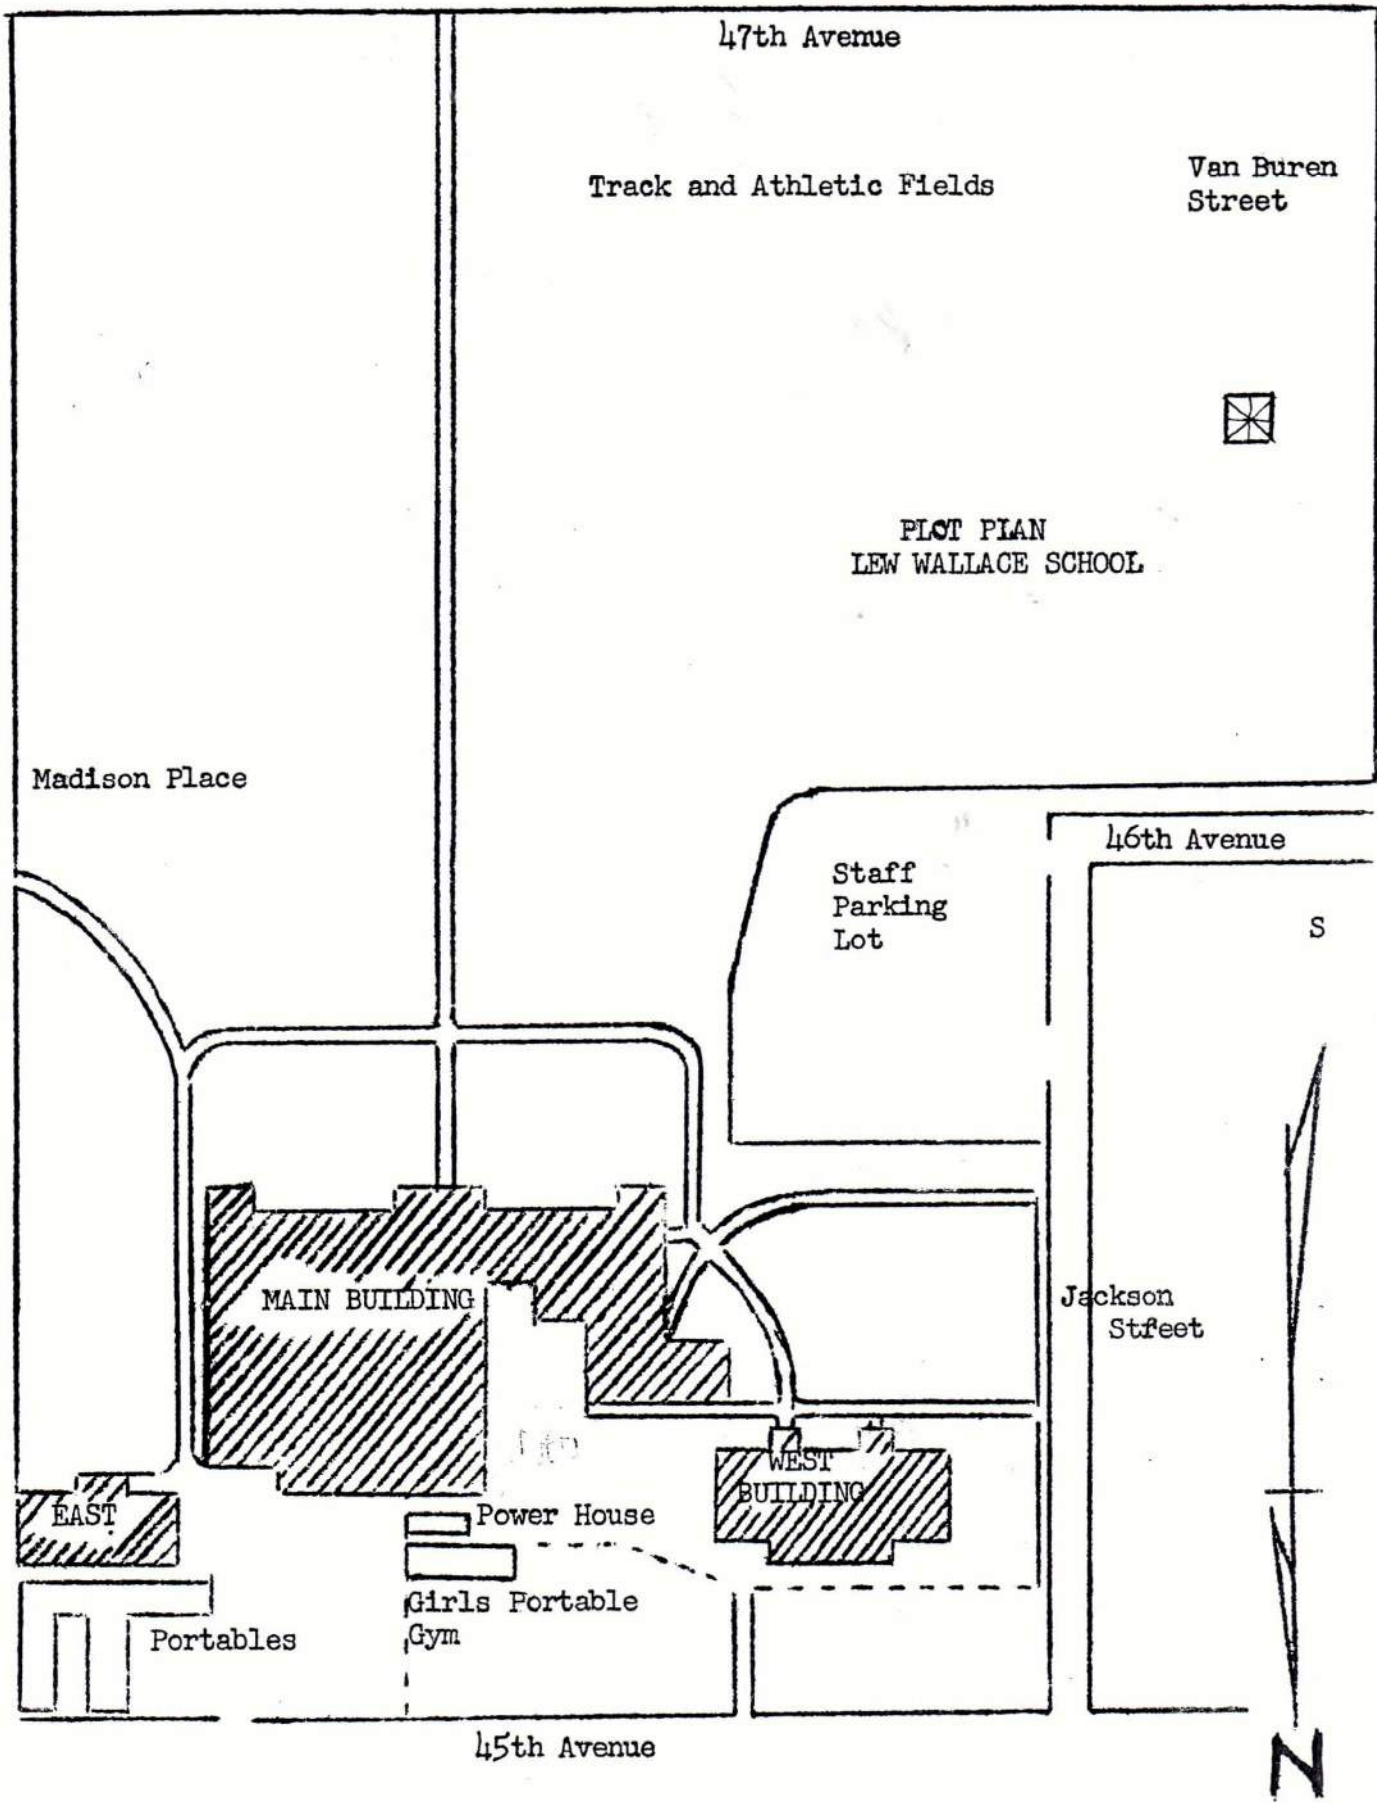 47th Avenue
Track and Athletic Fields
Van Buren
Street
PLOT PLAN
LEW WALLACE SCHOOL
Madison Place
46th Avenue
Staff
Parking
Lot
S
MAIN BUILDING
Jackson
Street
WEST
BUILDING
EAST
Power House
Girls Portable
Gym
Portables
45th Avenue
N